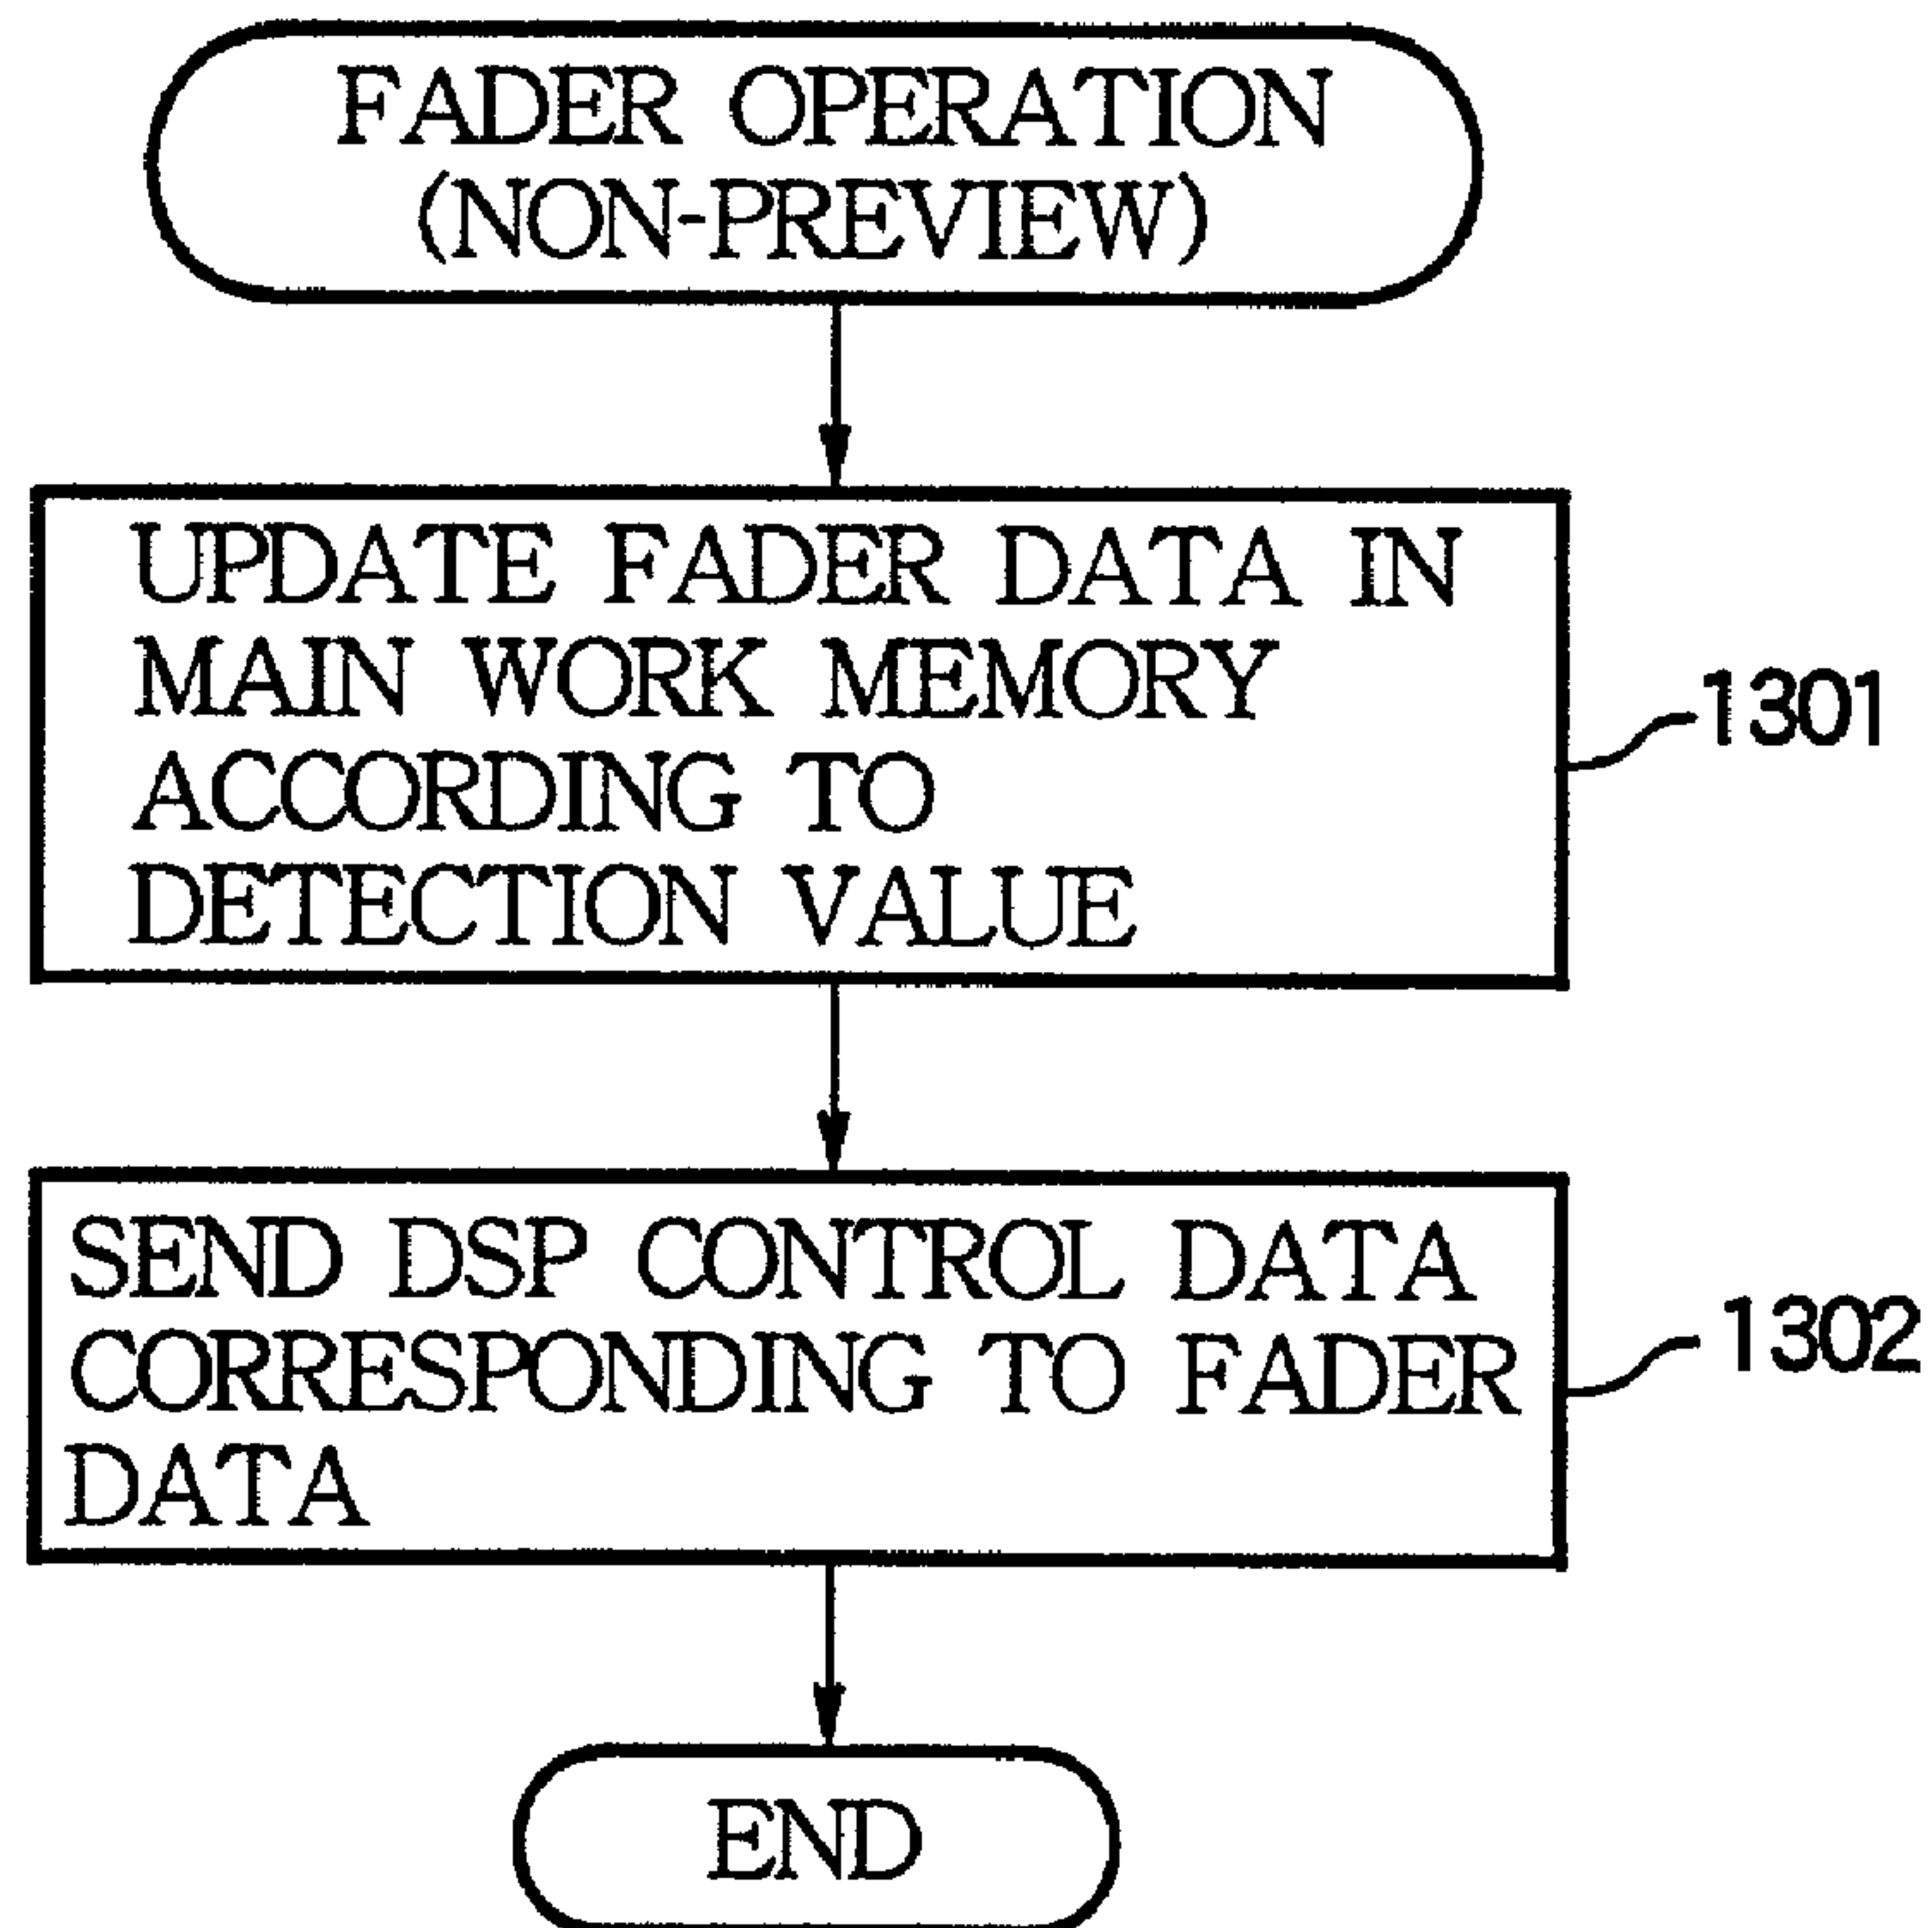 FADER OPERATION
(NON-PREVIEW)
UPDATE FADER DATA IN
MAIN WORK MEMORY
ACCORDING TO
DETECTION VALUE
1301
SEND DSP CONTROL DATA
CORRESPONDING TO FADER
DATA
1302
END